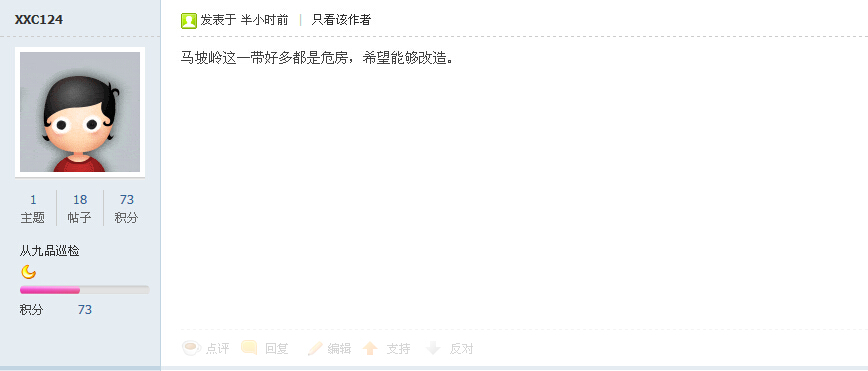 XXC124
发表于 半小时前 | 只看该作者
马坡岭这一带好多都是危房，希望能够改造。
1 18 73
主题 帖子 积分
从九品巡检
积分 73
点评 回复 编辑 支持 反对